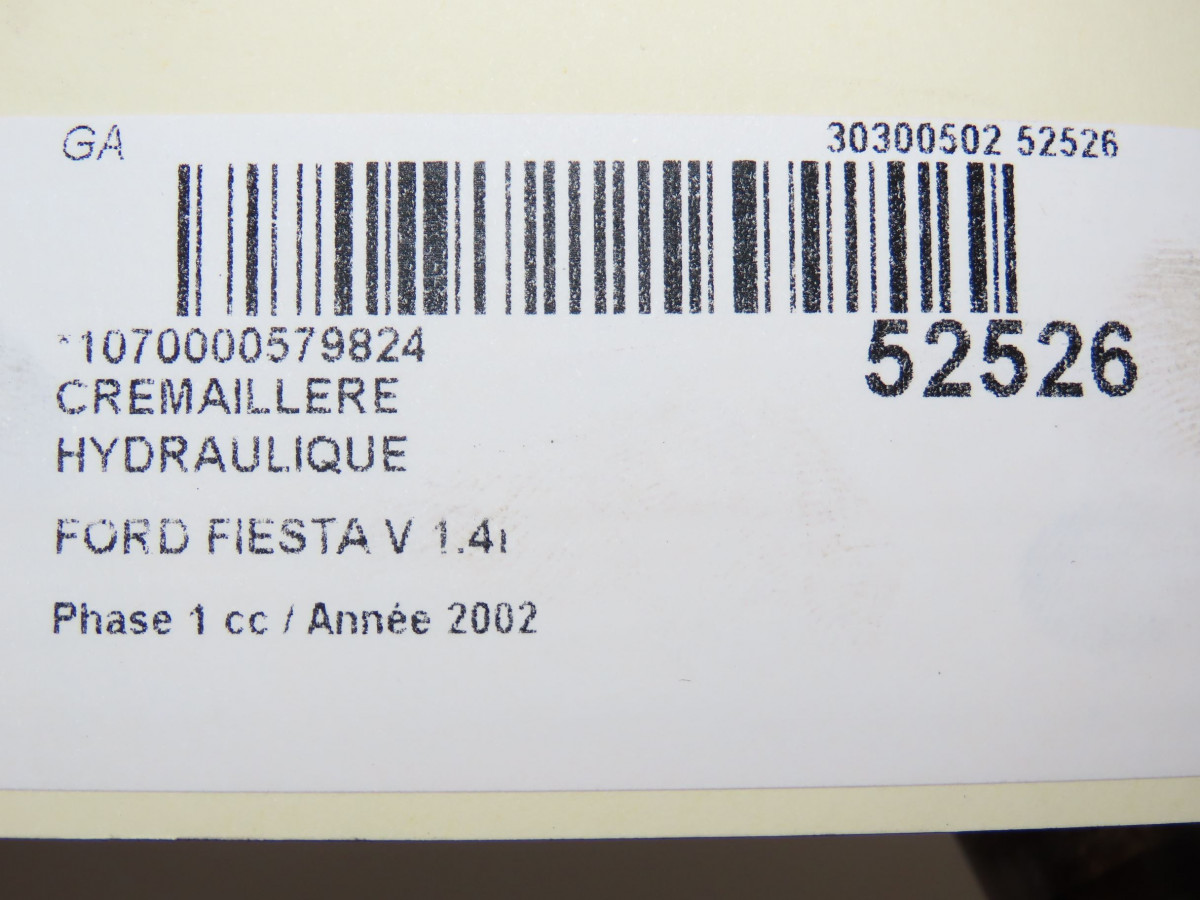 GA
30300502 52526
*1070000579824
52526
CREMAILLERE
HYDRAULIQUE
FORD FIESTA V 1.4i
Phase 1 cc / Année 2002